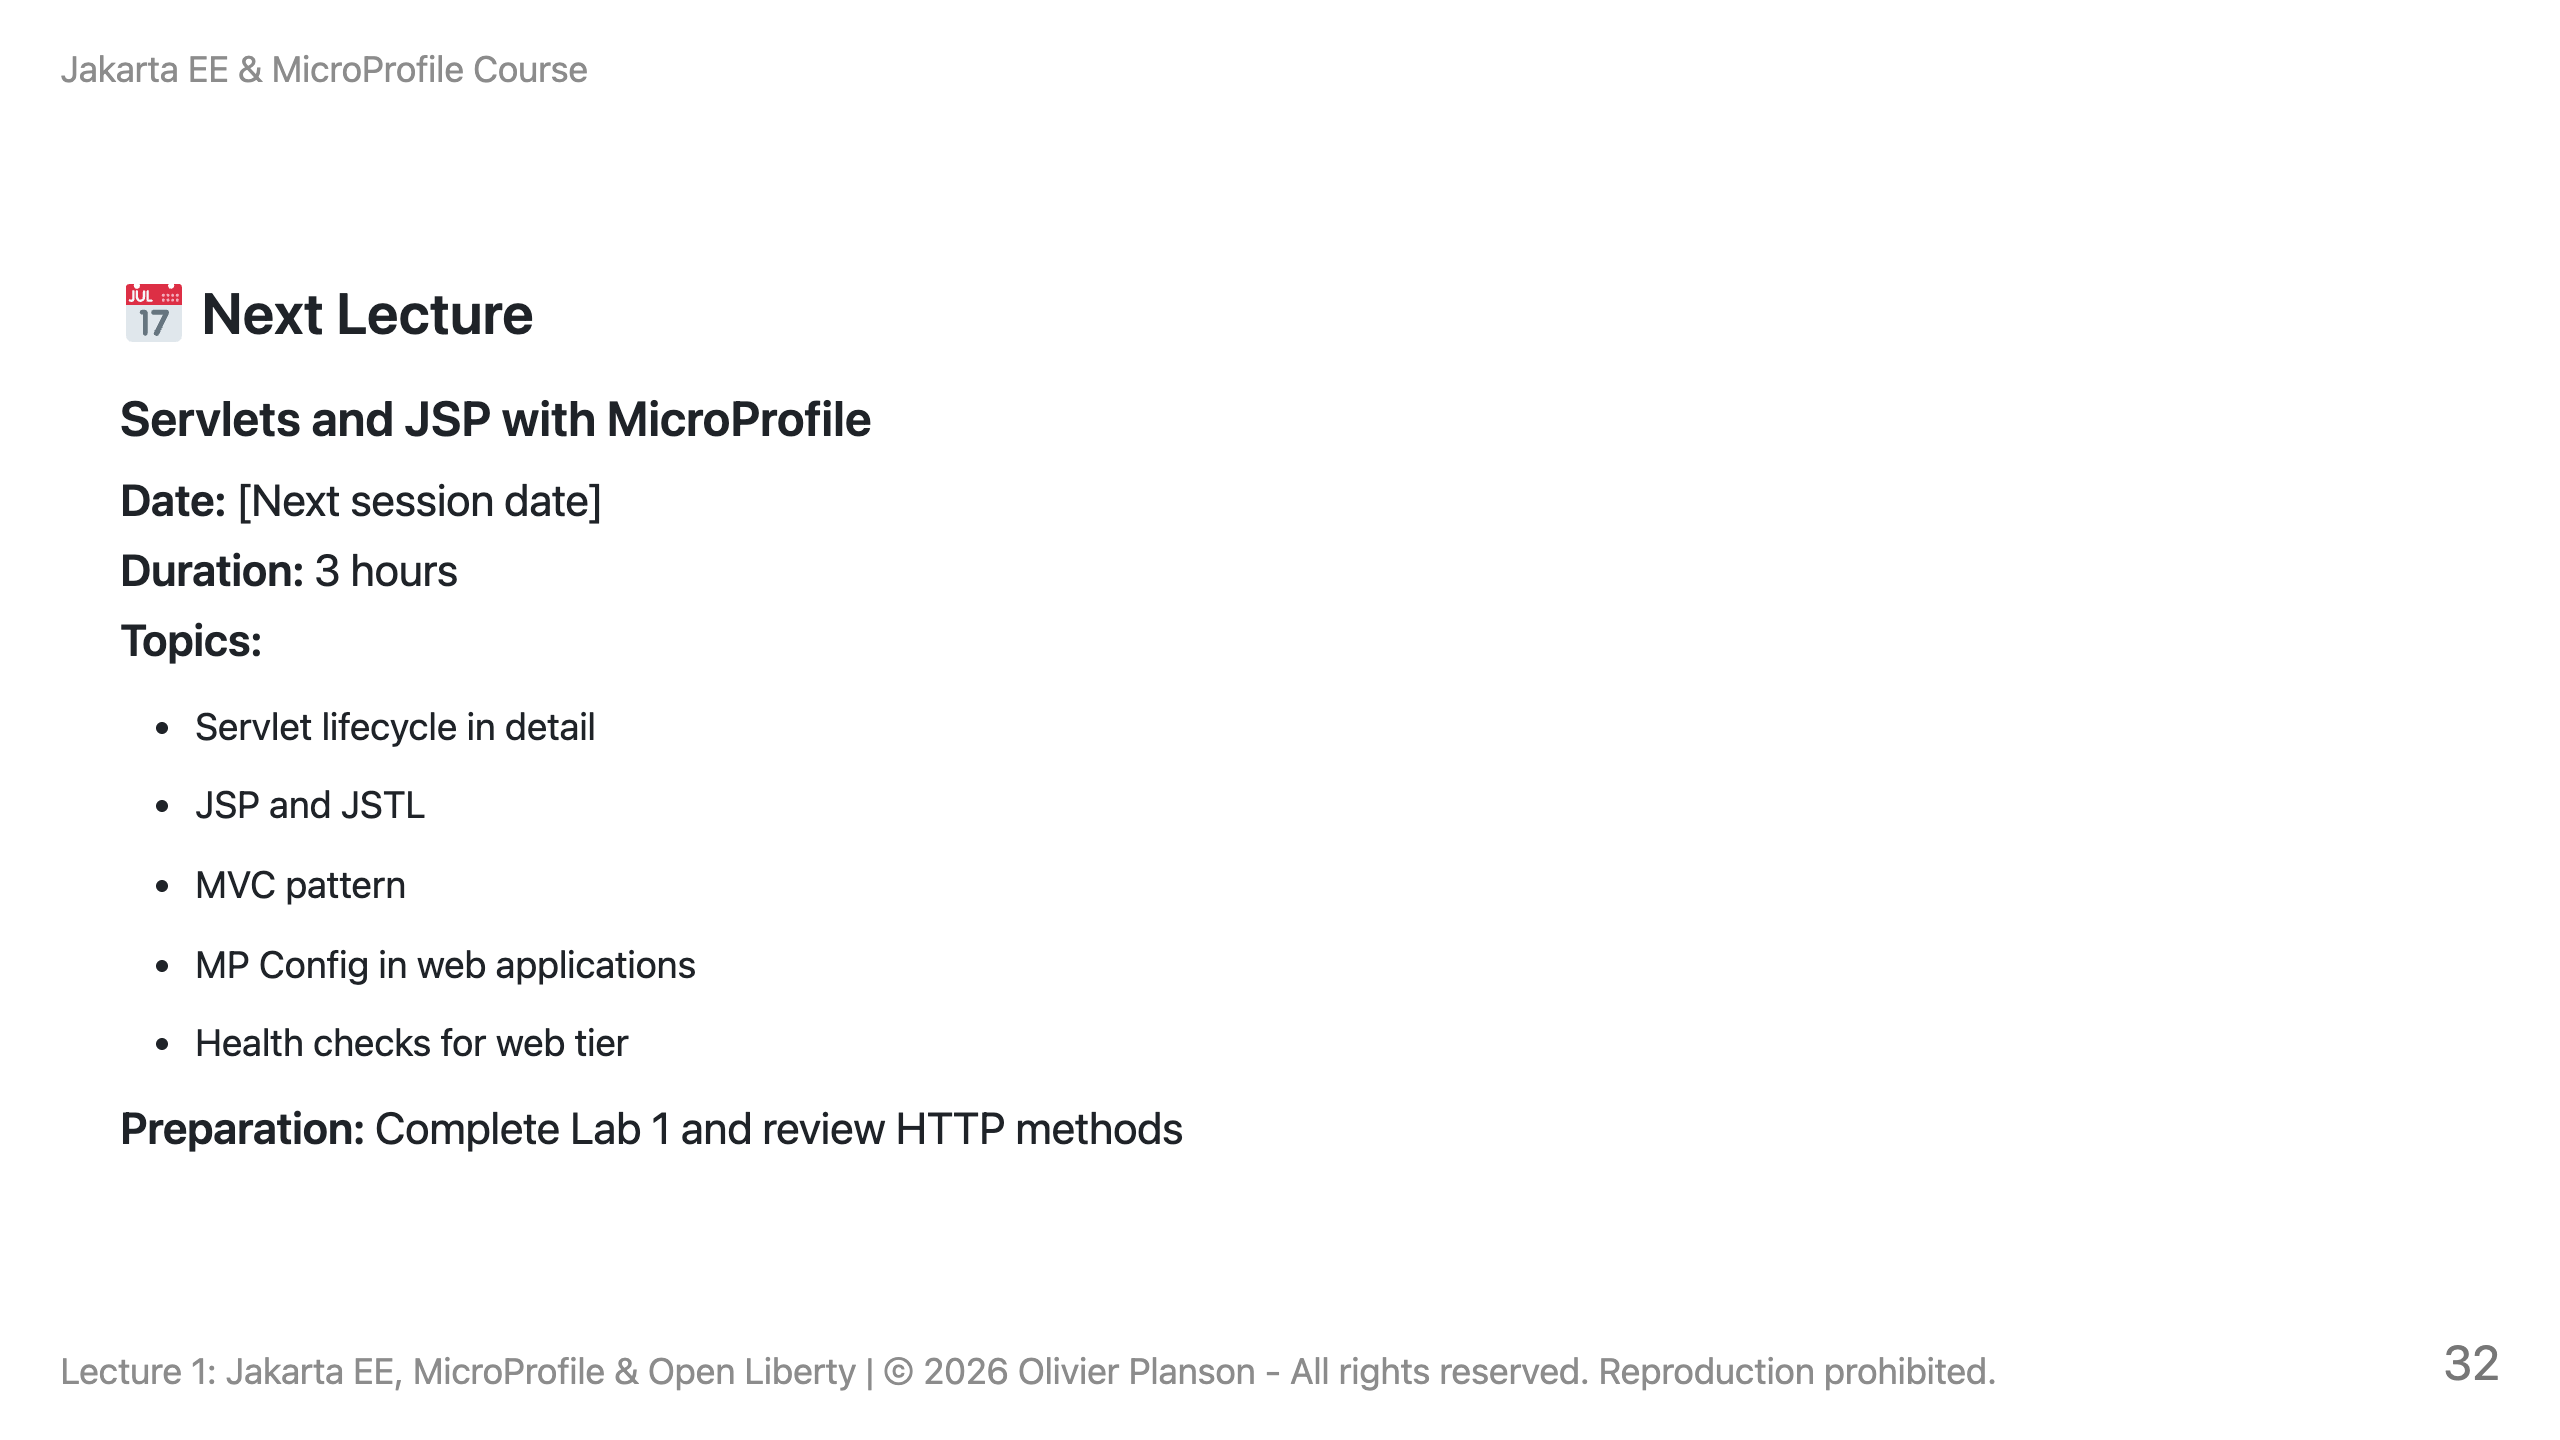 Jakarta EE & MicroProfile Course
JUL
17
Next Lecture
Servlets and JSP with MicroProfile
Date: [Next session date]
Duration: 3 hours
Topics:
• Servlet lifecycle in detail
• JSP and JSTL
• MVC pattern
• MP Config in web applications
• Health checks for web tier
Preparation: Complete Lab 1 and review HTTP methods
Lecture 1: Jakarta EE, MicroProfile & Open Liberty | © 2026 Olivier Planson - All rights reserved. Reproduction prohibited.
32